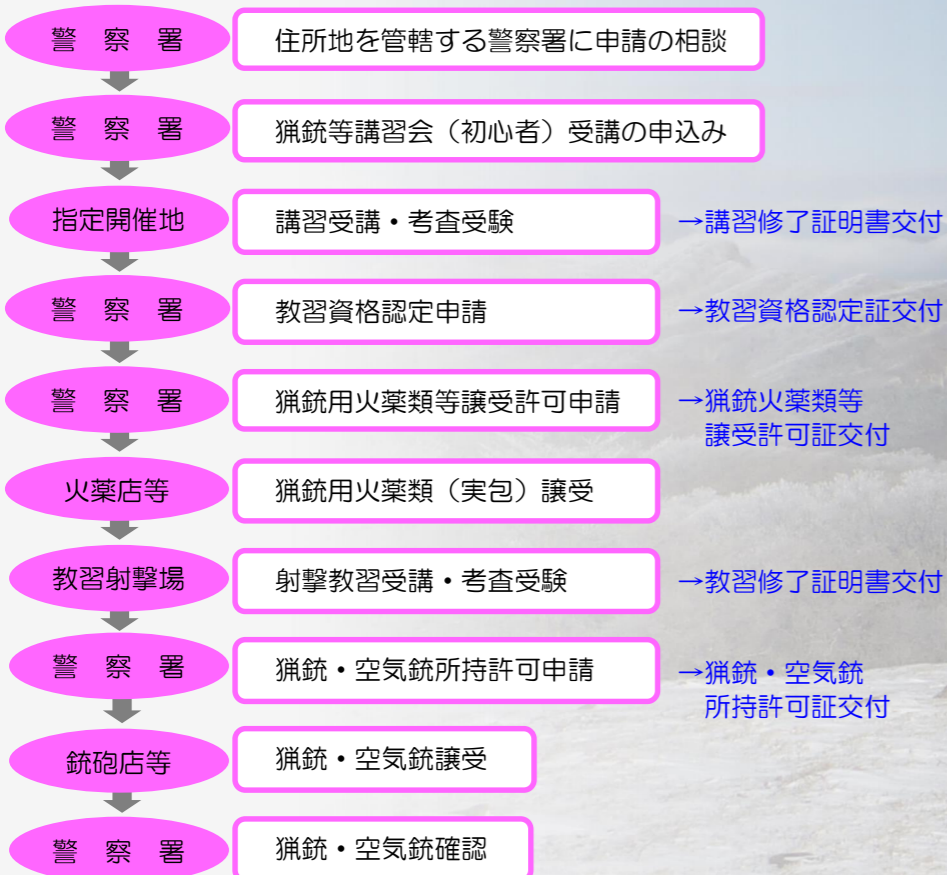 警察署
住所地を管轄する警察署に申請の相談
警察署
猟銃等講習会（初心者）受講の申込み
指定開催地
講習受講・考査受験
→講習修了証明書交付
警察署
教習資格認定申請
→教習資格認定証交付
警察署
猟銃用火薬類等譲受許可申請
→猟銃火薬類等
譲受許可証交付
火薬店等
猟銃用火薬類（実包）譲受
教習射撃場
射撃教習受講・考査受験
→教習修了証明書交付
警察署
猟銃・空気銃所持許可申請
→猟銃・空気銃
所持許可証交付
銃砲店等
猟銃・空気銃譲受
警察署
猟銃・空気銃確認